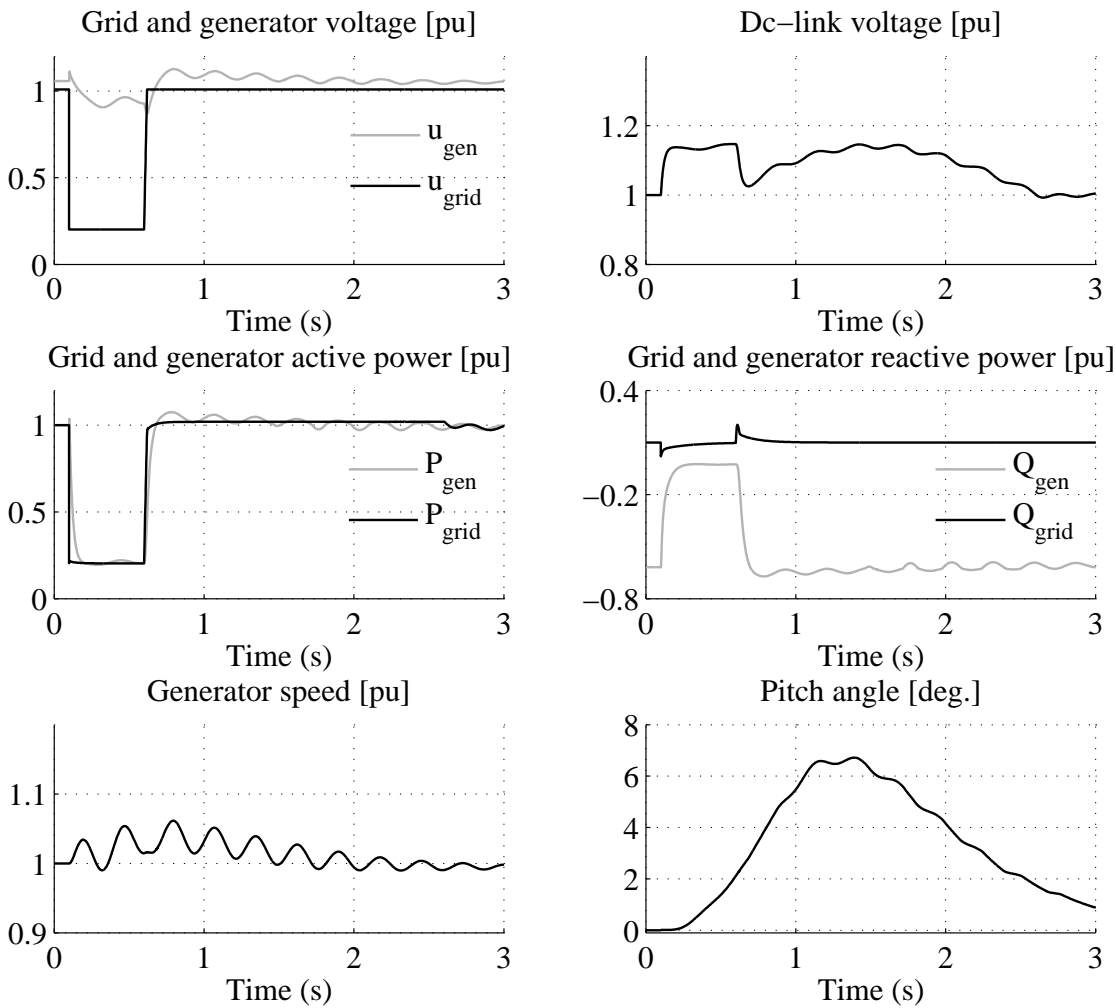 Grid and generator voltage [pu]
1
0.5
0
u_gen
u_grid
0 1 2 3
Time (s)
Dc−link voltage [pu]
1.2
1
0.8
0 1 2 3
Time (s)
Grid and generator active power [pu]
1
0.5
0
P_gen
P_grid
0 1 2 3
Time (s)
Grid and generator reactive power [pu]
0.4
−0.2
−0.8
Q_gen
Q_grid
0 1 2 3
Time (s)
Generator speed [pu]
1.1
1
0.9
0 1 2 3
Time (s)
Pitch angle [deg.]
8
6
4
2
0
0 1 2 3
Time (s)